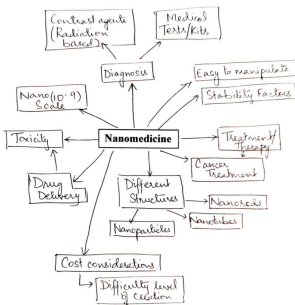 Contrast agents
(Radiation
based)
Medical
Tests/Kits
Diagnosis
Easy to manipulate
Nano(10-9)
Scale
Stability Factors
Toxicity
Nanomedicine
Treatment/
Therapy
Cancer
Treatment
Drug
Delivery
Different
Structures
Nanorods
Nanotubes
Nanoparticles
Cost considerations
Difficulty level
of creation